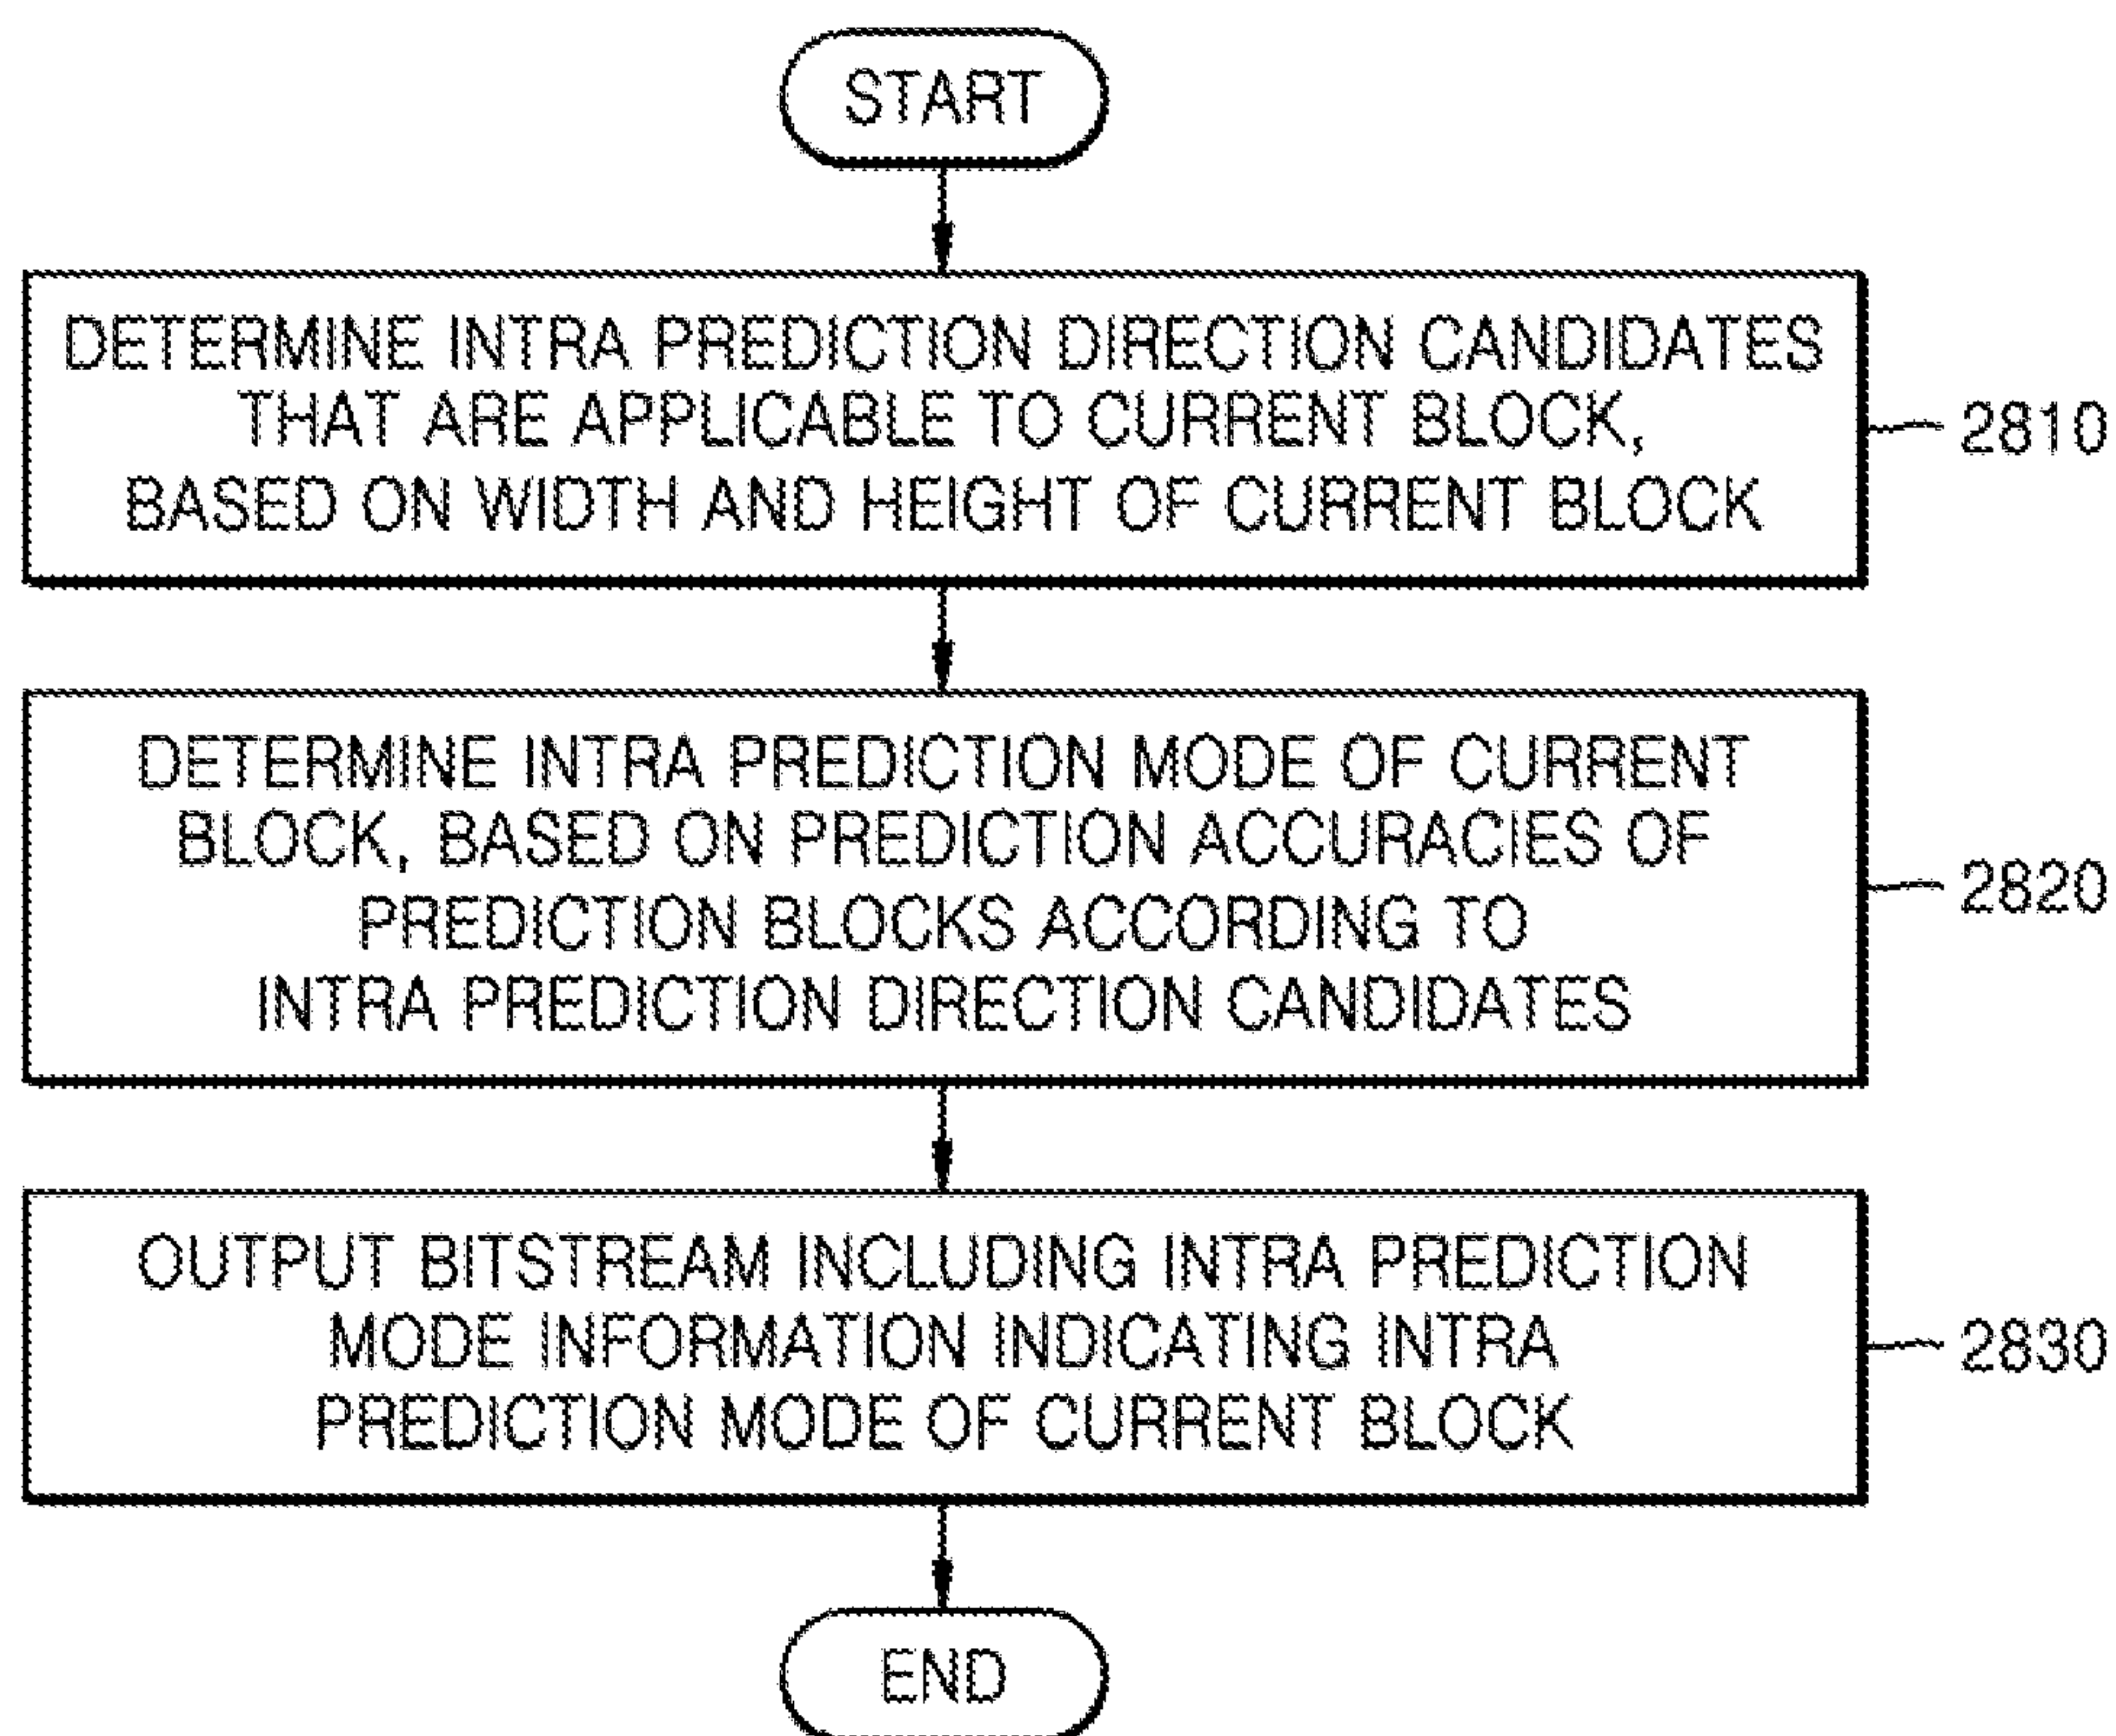 START
DETERMINE INTRA PREDICTION DIRECTION CANDIDATES
THAT ARE APPLICABLE TO CURRENT BLOCK,
BASED ON WIDTH AND HEIGHT OF CURRENT BLOCK
2810
DETERMINE INTRA PREDICTION MODE OF CURRENT
BLOCK, BASED ON PREDICTION ACCURACIES OF
PREDICTION BLOCKS ACCORDING TO
INTRA PREDICTION DIRECTION CANDIDATES
2820
OUTPUT BITSTREAM INCLUDING INTRA PREDICTION
MODE INFORMATION INDICATING INTRA
PREDICTION MODE OF CURRENT BLOCK
2830
END